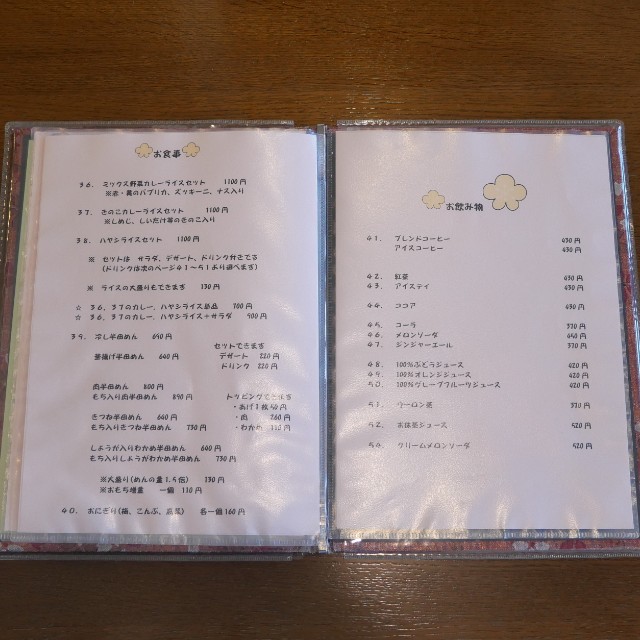 お食事
36. ミックス野菜カレーライスセット 1100円
※赤・黄のパプリカ、ズッキーニ、ナス入り
37. きのこカレーライスセット 1100円
※しめじ、しいたけ等のきのこ入り
38. ハヤシライスセット 1100円
※ セットは サラダ、デザート、ドリンク付きです
(ドリンクは次のページ41~51より選べます)
※ ライスの大盛りもできます 130円
☆ 36、37のカレー、ハヤシライス単品 700円
☆ 36、37のカレー、ハヤシライス+サラダ 900円
39. 冷し半田めん 640円
セットできます
釜揚げ半田めん 640円 デザート 220円
ドリンク 220円
肉半田めん 800円
もち入り肉半田めん 890円 トッピングできます
・あげ1枚 50円
きつね半田めん 640円 ・肉 260円
もち入りきつね半田めん 730円 ・わかめ 110円
しょうが入りわかめ半田めん 640円
もち入りしょうがわかめ半田めん 730円
※大盛り(めんの量1.5倍) 130円
※おもち増量 一個 110円
40. おにぎり(梅、こんぶ、) 各一個160円
お飲み物
41. ブレンドコーヒー 430円
アイスコーヒー 430円
42. 紅茶 430円
43. アイスティ 430円
44. ココア 430円
45. コーラ 370円
46. メロンソーダ 450円
47. ジンジャーエール 370円
48. 100%ぶどうジュース 420円
49. 100%オレンジジュース 420円
50. 100%グレープフルーツジュース 420円
51. ウーロン茶 370円
52. お抹茶ジュース 520円
クリームメロンソーダ 520円